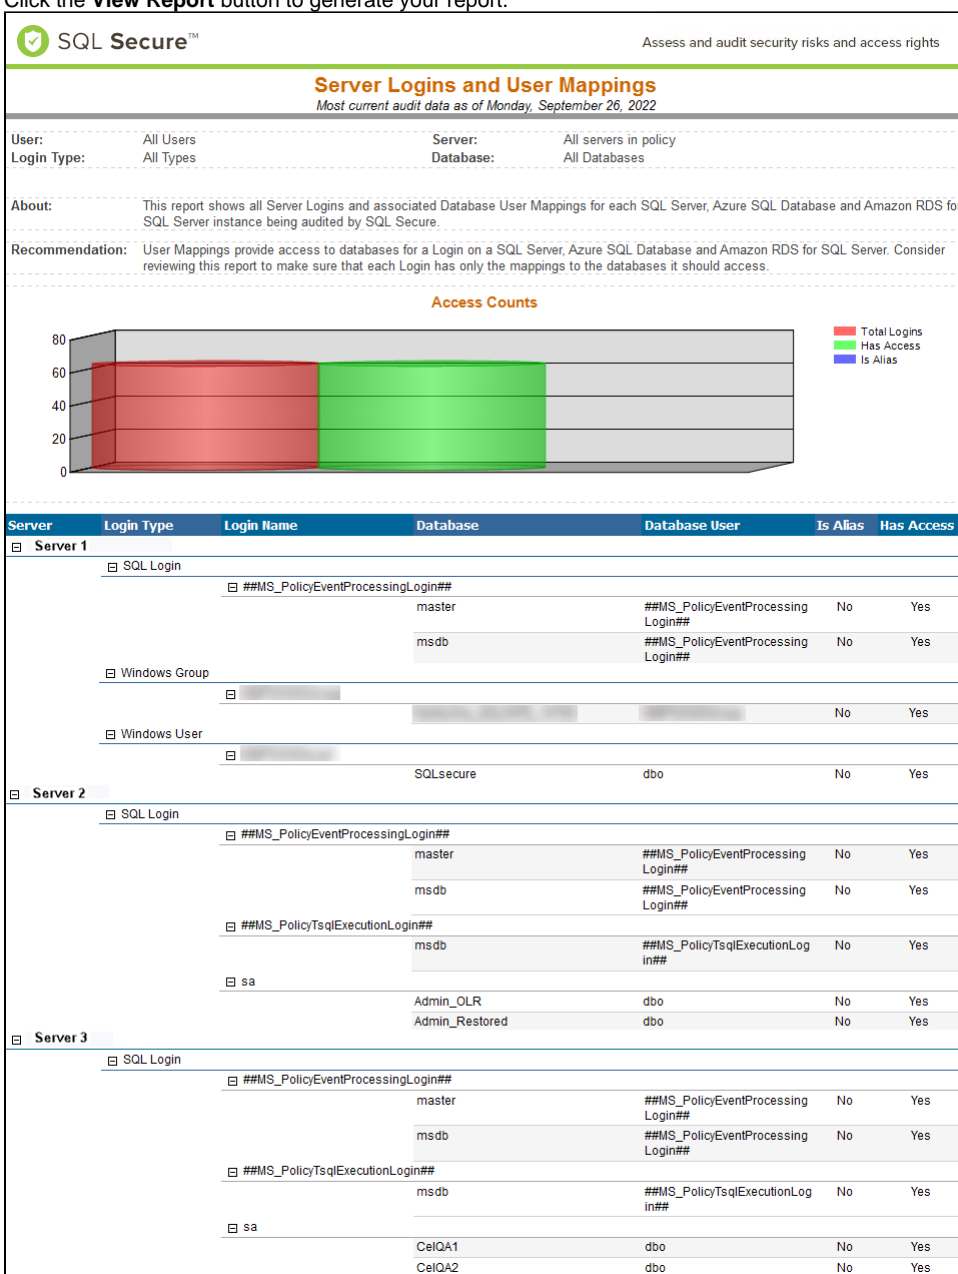 Click the View Report button to generate your report.
SQL Secure™
Assess and audit security risks and access rights
Server Logins and User Mappings
Most current audit data as of Monday, September 26, 2022
User: All Users Server: All servers in policy
Login Type: All Types Database: All Databases
About: This report shows all Server Logins and associated Database User Mappings for each SQL Server, Azure SQL Database and Amazon RDS fo
SQL Server instance being audited by SQL Secure.
Recommendation: User Mappings provide access to databases for a Login on a SQL Server, Azure SQL Database and Amazon RDS for SQL Server. Consider
reviewing this report to make sure that each Login has only the mappings to the databases it should access.
Access Counts
80
60
40
20
0
Total Logins
Has Access
Is Alias
Server Login Type Login Name Database Database User Is Alias Has Access
Server 1
SQL Login
##MS_PolicyEventProcessingLogin##
master ##MS_PolicyEventProcessing No Yes
Login##
msdb ##MS_PolicyEventProcessing No Yes
Login##
Windows Group
No Yes
Windows User
SQLsecure dbo No Yes
Server 2
SQL Login
##MS_PolicyEventProcessingLogin##
master ##MS_PolicyEventProcessing No Yes
Login##
msdb ##MS_PolicyEventProcessing No Yes
Login##
##MS_PolicyTsqlExecutionLogin##
msdb ##MS_PolicyTsqlExecutionLog No Yes
in##
sa
Admin_OLR dbo No Yes
Admin_Restored dbo No Yes
Server 3
SQL Login
##MS_PolicyEventProcessingLogin##
master ##MS_PolicyEventProcessing No Yes
Login##
msdb ##MS_PolicyEventProcessing No Yes
Login##
##MS_PolicyTsqlExecutionLogin##
msdb ##MS_PolicyTsqlExecutionLog No Yes
in##
sa
CelQA1 dbo No Yes
CelQA2 dbo No Yes